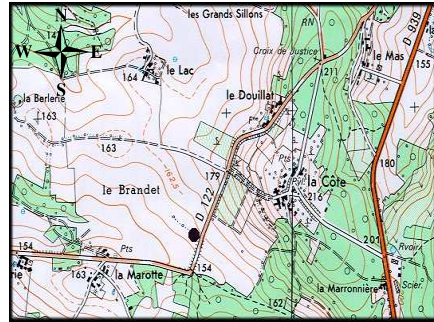 N
les Grands Sillons
RN
D 939
W E
Croix de Justice
le Mas
155
S
164
le Lac
211
la Berlerie
le Douillat
163
163
162,5
Pts
180
179
la Côte
le Brandet
216
D 122
201
154
Pts
Rvoirs
163
la Marotte
154
Scier.
la Marronnière
162